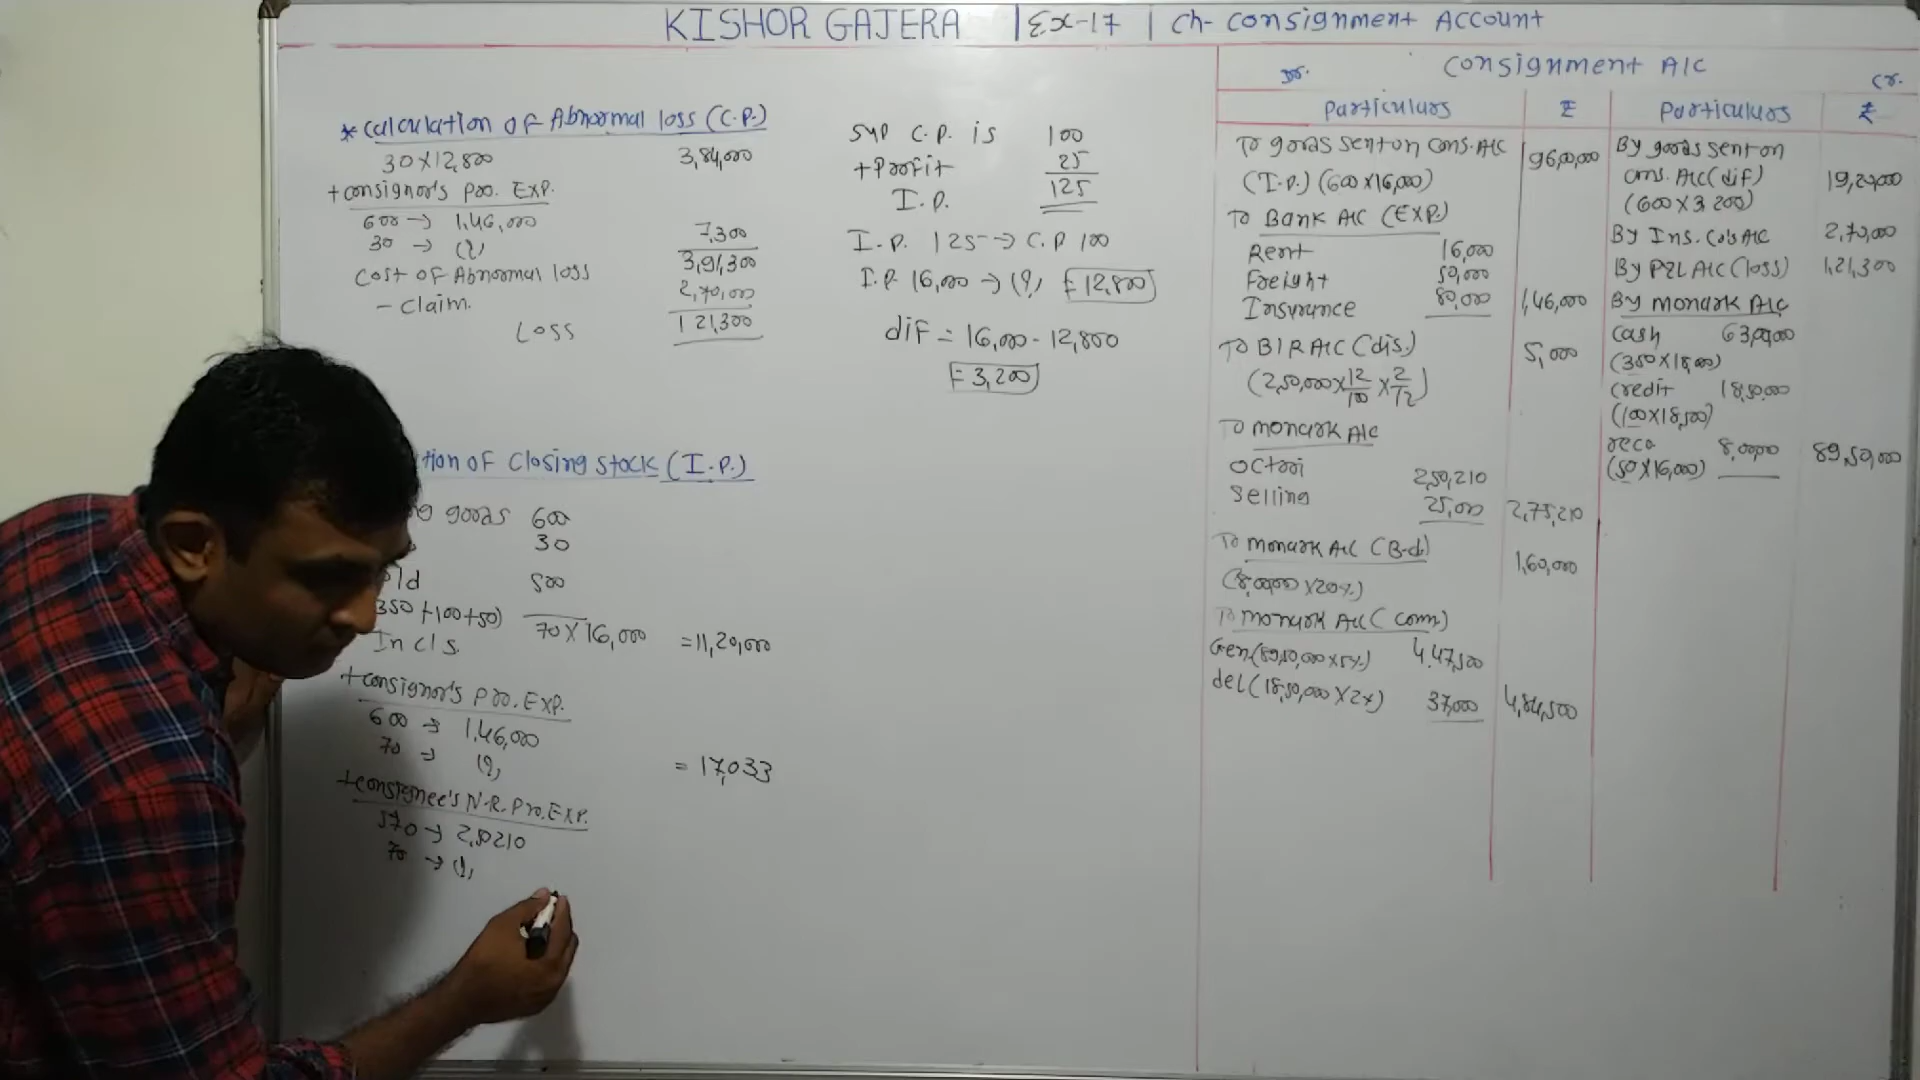 KISHOR GAJERA | Ex-17 | Ch- Consignment Account
* Calculation of Abnormal loss (C.P.)
30 X 12,800 3,84,000
+ consignor's pro. Exp.
600 → 1,46,000
30 → (?) 7,300
3,91,300
Cost of Abnormal loss
- Claim. 2,70,000
Loss 1,21,300
Sup C.P. is 100
+ Profit 25
I.P. 125
I.P. 125 → C.P 100
I.P. 16,000 → (?) = 12,800
dif = 16,000 - 12,800
= 3,200
tion of Closing Stock (I.P.)
goods 600
30
ld 500
350 + 100 + 50)
In C/S. 70 X 16,000 = 11,20,000
+ consignor's pro. Exp.
600 → 1,46,000
70 → (?) = 17,033
+ consignee's N.R. Pro. Exp.
570 → 2,50,210
70 → (?)
Consignment A/C
Dr. Cr.
Particulars ₹ Particulars ₹
To goods sent on cons. A/C 96,00,000
(I.P.) (600 X 16,000)
To Bank A/C (Exp.)
Rent 16,000
Freight 50,000
Insurance 80,000 1,46,000
To B/R A/C (dis.) 5,000
(2,50,000 X 12/100 X 2/12)
To Monark A/C
Octroi 2,50,210
Selling 25,000 2,75,210
To Monark A/C (B-d) 1,60,000
(8,00,000 X 20%)
To Monark A/C (comm.)
Gen (89,50,000 X 5%) 4,47,500
del (18,50,000 X 2%) 37,000 4,84,500
By goods sent on
cons. A/C (dif) 19,20,000
(600 X 3,200)
By Ins. Co's A/C 2,70,000
By P&L A/C (loss) 1,21,300
By Monark A/C
Cash 63,00,000
(350 X 18,000)
Credit 18,50,000
(100 X 18,500)
8,00,000 89,50,000
(50 X 16,000)